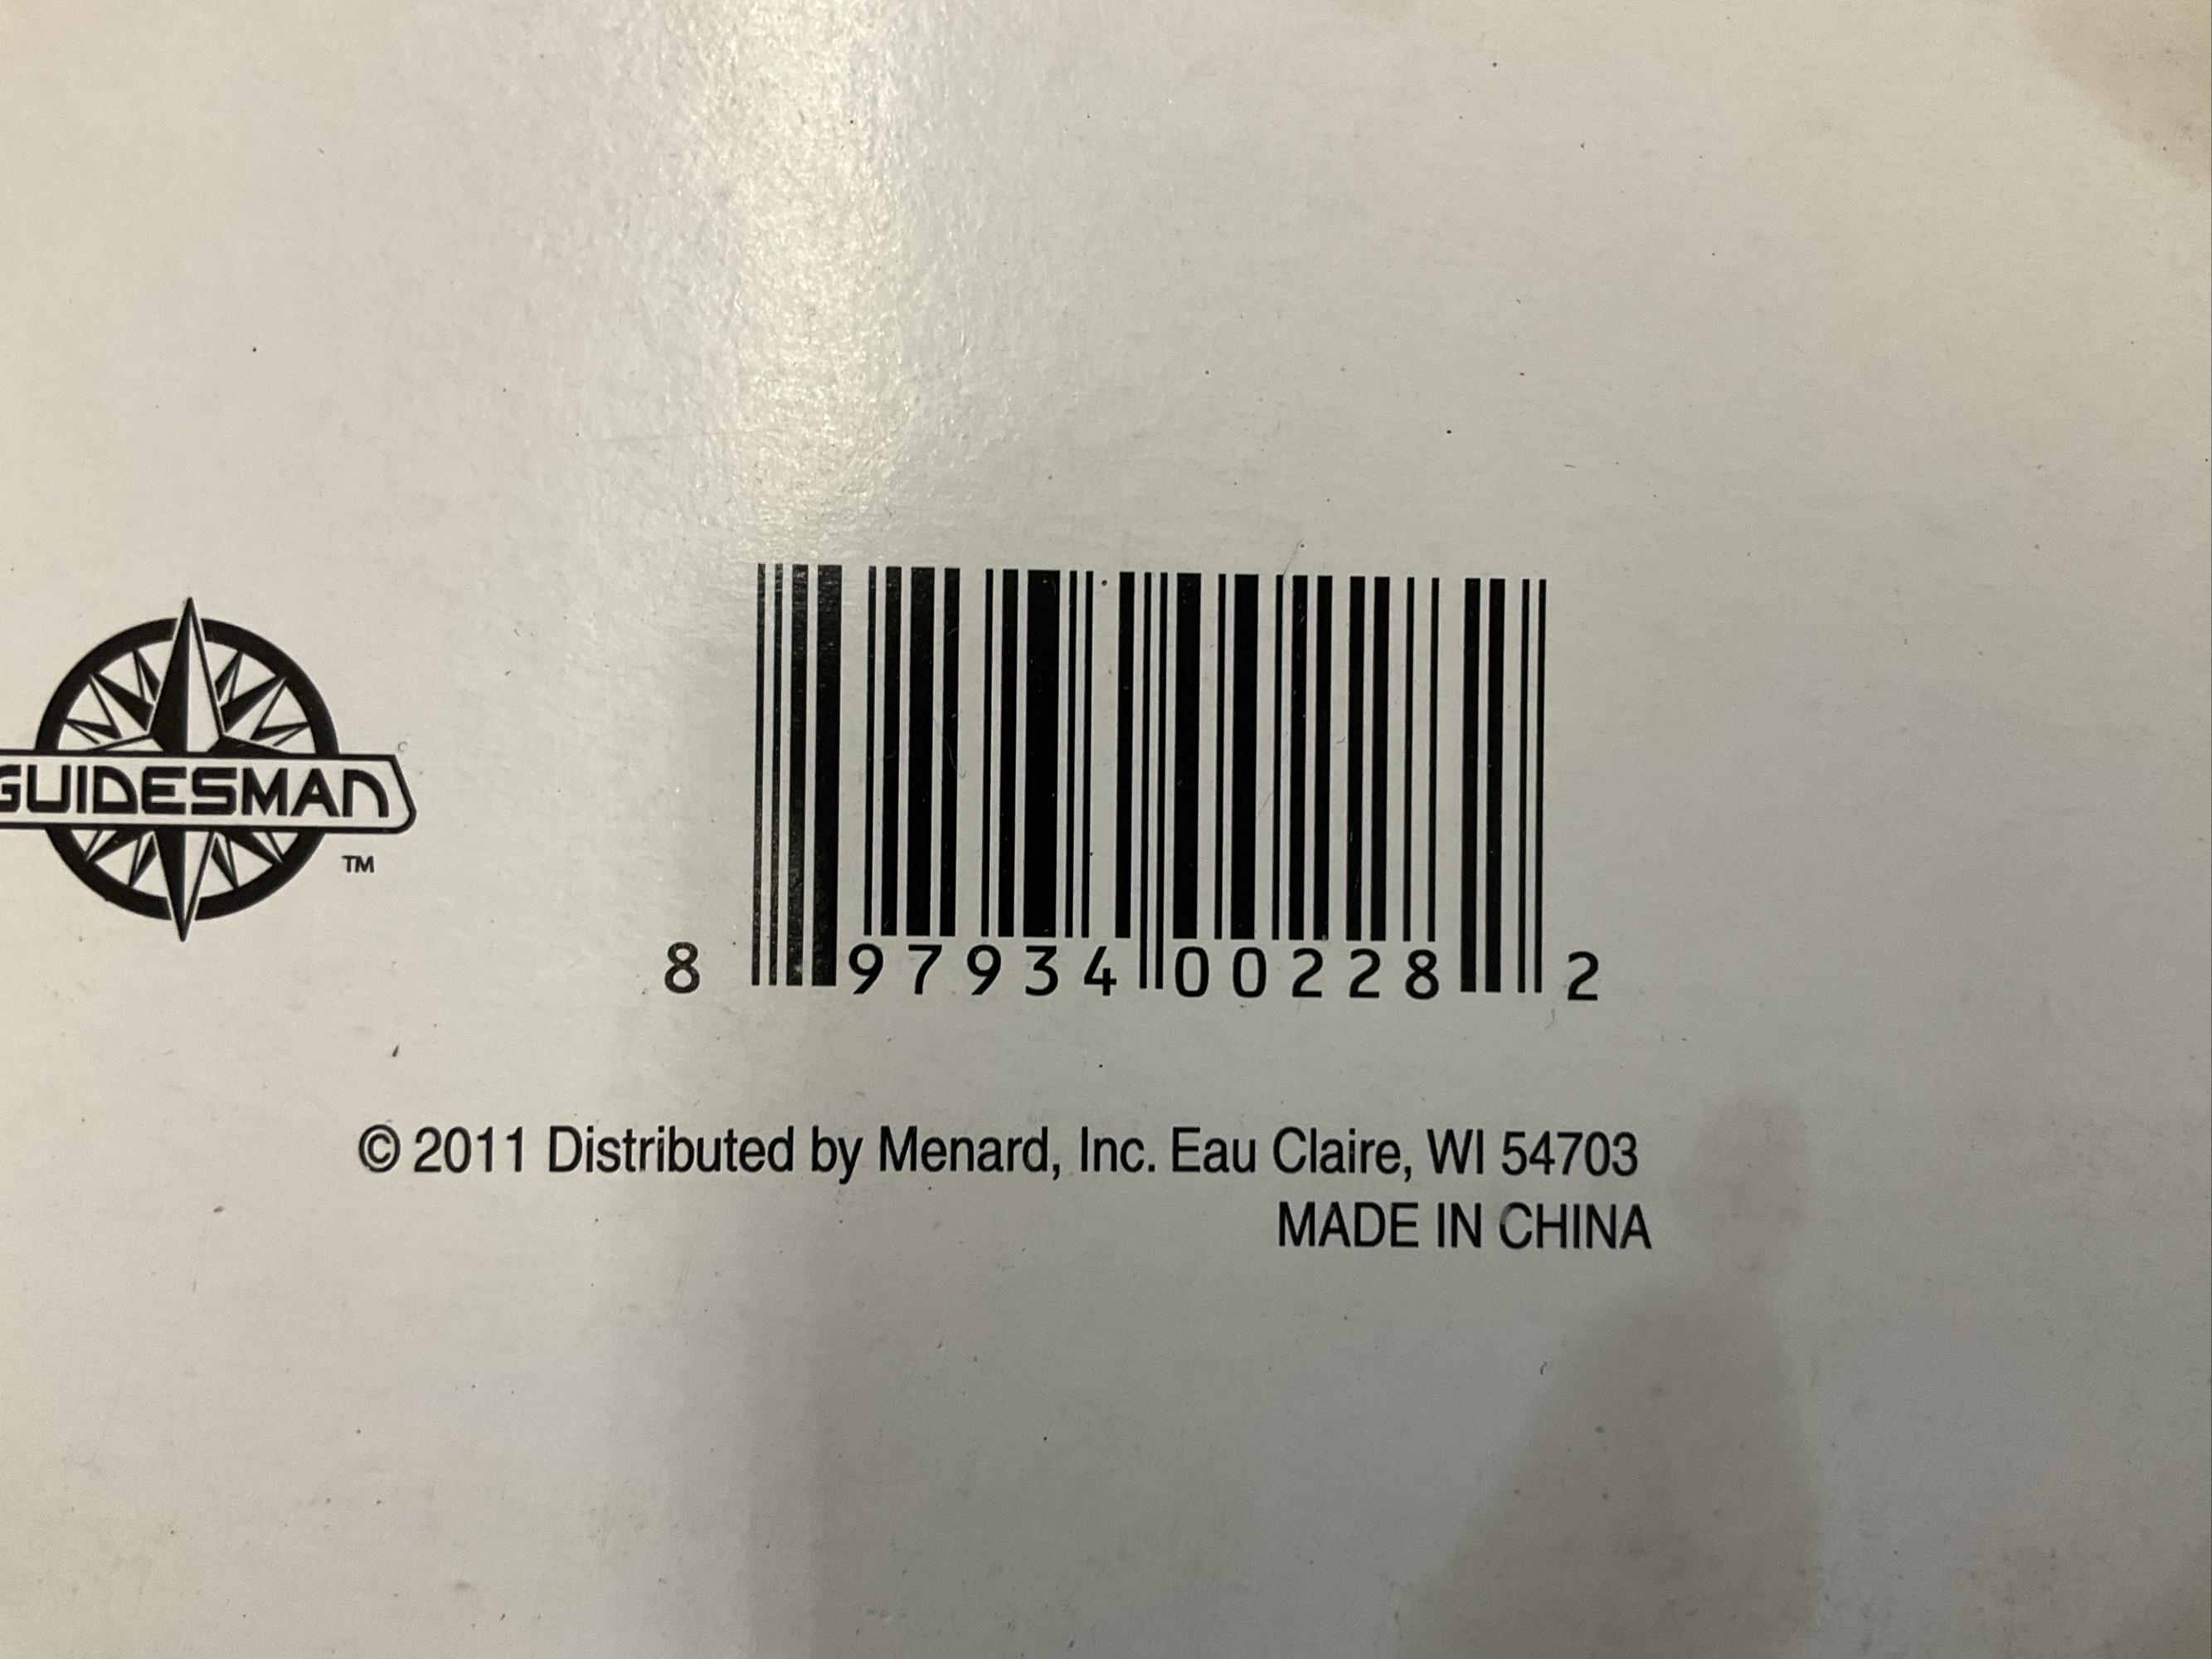 GUIDESMAN
TM
8 97934 00228 2
© 2011 Distributed by Menard, Inc. Eau Claire, WI 54703
MADE IN CHINA